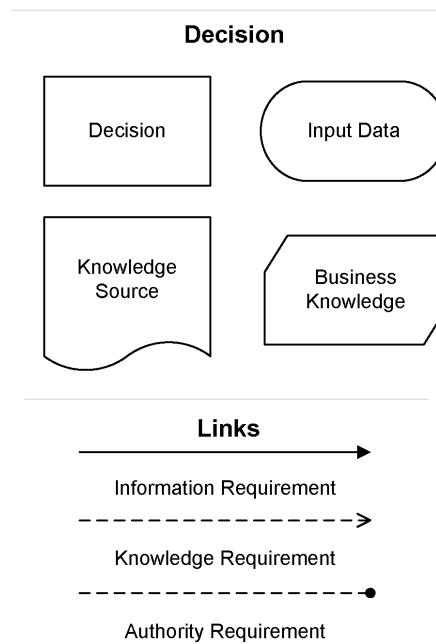 Decision
Decision
Input Data
Knowledge
Source
Business
Knowledge
Links
Information Requirement
Knowledge Requirement
Authority Requirement